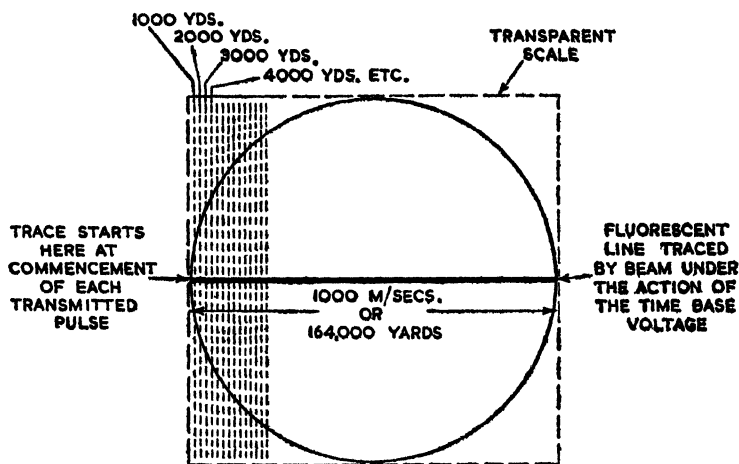 1000 YDS.
2000 YDS.
3000 YDS.
4000 YDS. ETC.
TRANSPARENT
SCALE
TRACE STARTS
HERE AT
COMMENCEMENT
OF EACH
TRANSMITTED
PULSE
1000 M/SECS.
OR
164,000 YARDS
FLUORESCENT
LINE TRACED
BY BEAM UNDER
THE ACTION OF
THE TIME BASE
VOLTAGE